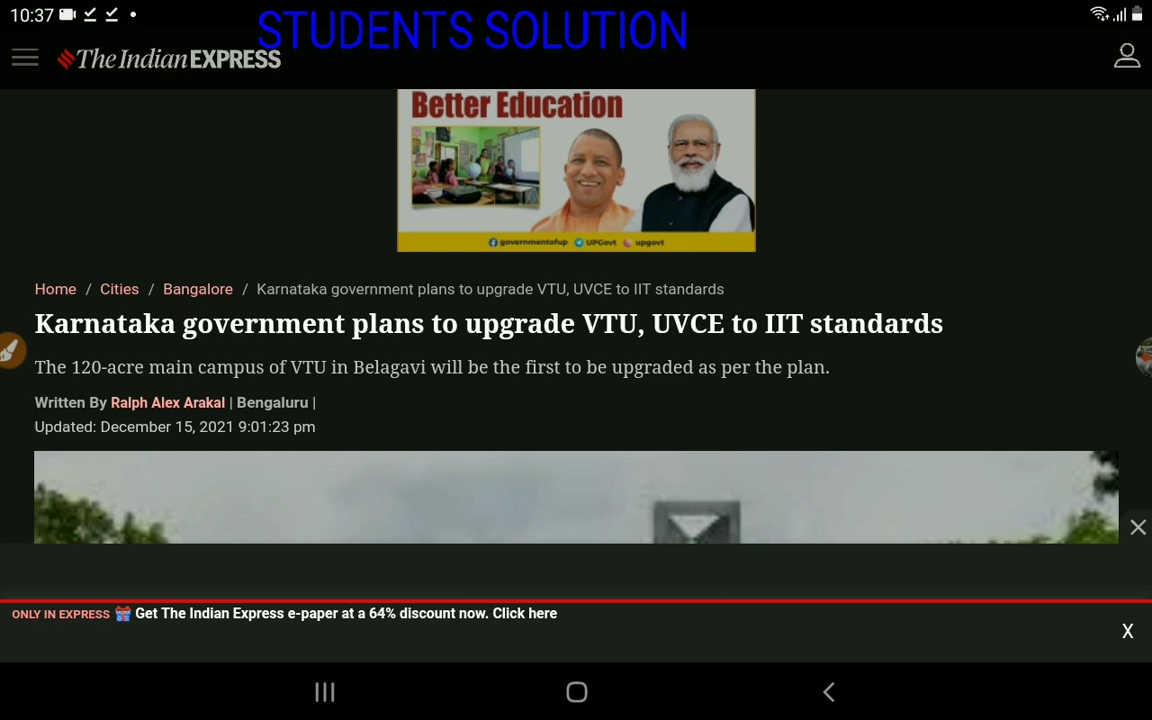 10:37
STUDENTS SOLUTION
The Indian EXPRESS
Better Education
governmentofup UPGovt upgovt
Home / Cities / Bangalore / Karnataka government plans to upgrade VTU, UVCE to IIT standards
Karnataka government plans to upgrade VTU, UVCE to IIT standards
The 120-acre main campus of VTU in Belagavi will be the first to be upgraded as per the plan.
Written By Ralph Alex Arakal | Bengaluru |
Updated: December 15, 2021 9:01:23 pm
ONLY IN EXPRESS Get The Indian Express e-paper at a 64% discount now. Click here
X